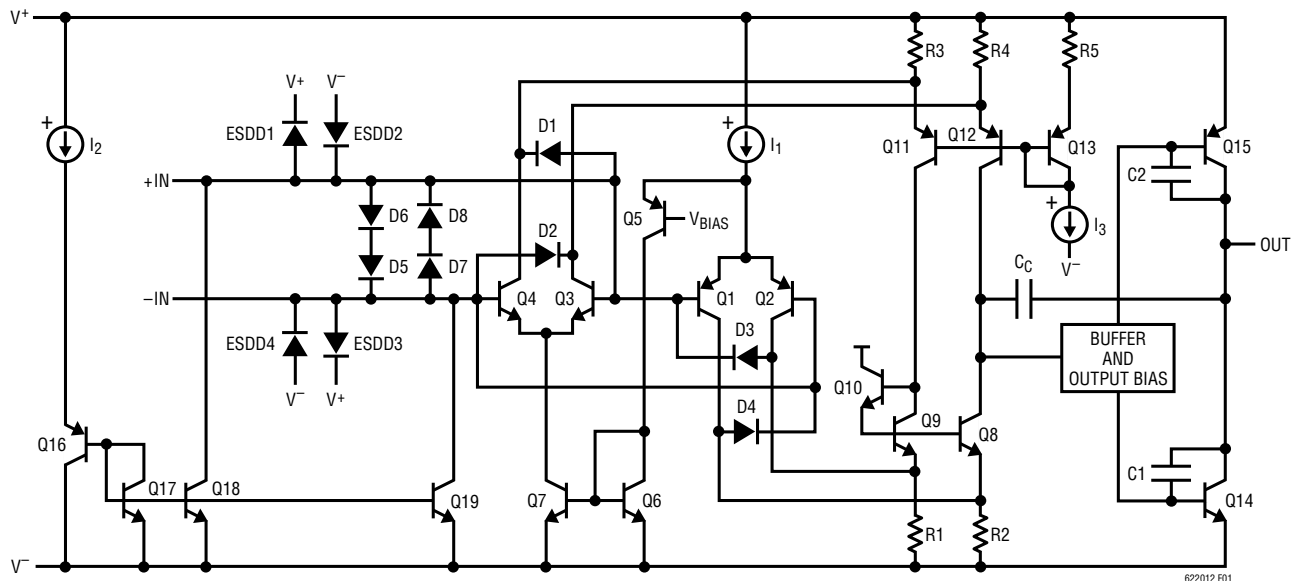 V+
R3
R4
R5
V+
V−
ESDD1
ESDD2
D1
+
I2
+
I1
Q11
Q12
Q13
Q15
C2
+IN
D6
D8
Q5
VBIAS
+
I3
V−
OUT
D2
D5
D7
CC
−IN
Q4
Q3
Q1
Q2
ESDD4
ESDD3
D3
BUFFER
AND
OUTPUT BIAS
V−
V+
Q10
D4
Q9
Q8
Q16
C1
Q17
Q18
Q19
Q7
Q6
Q14
R1
R2
V−
622012 F01